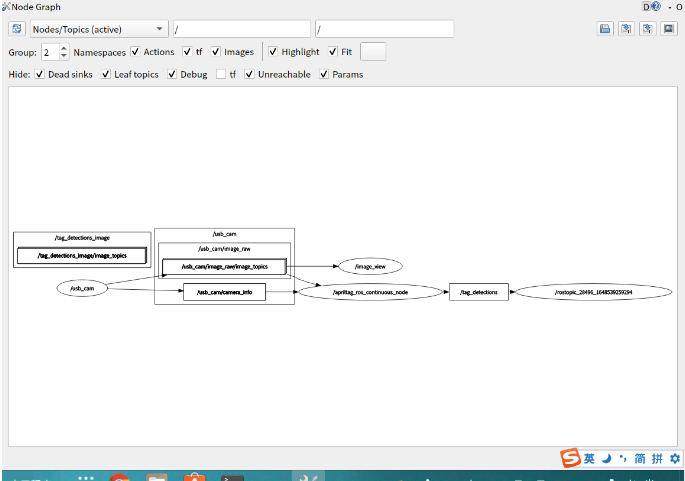 Node Graph
D - O
Nodes/Topics (active) / /
Group: 2 Namespaces Actions tf Images Highlight Fit
Hide: Dead sinks Leaf topics Debug tf Unreachable Params
/tag_detections_image
/tag_detections_image/image_topics
/usb_cam
/usb_cam/image_raw
/usb_cam/image_raw/image_topics
/image_view
/usb_cam
/usb_cam/camera_info
/apriltag_ros_continuous_node
/tag_detections
/rostopic_20496_1648539259294
S 英 简 拼